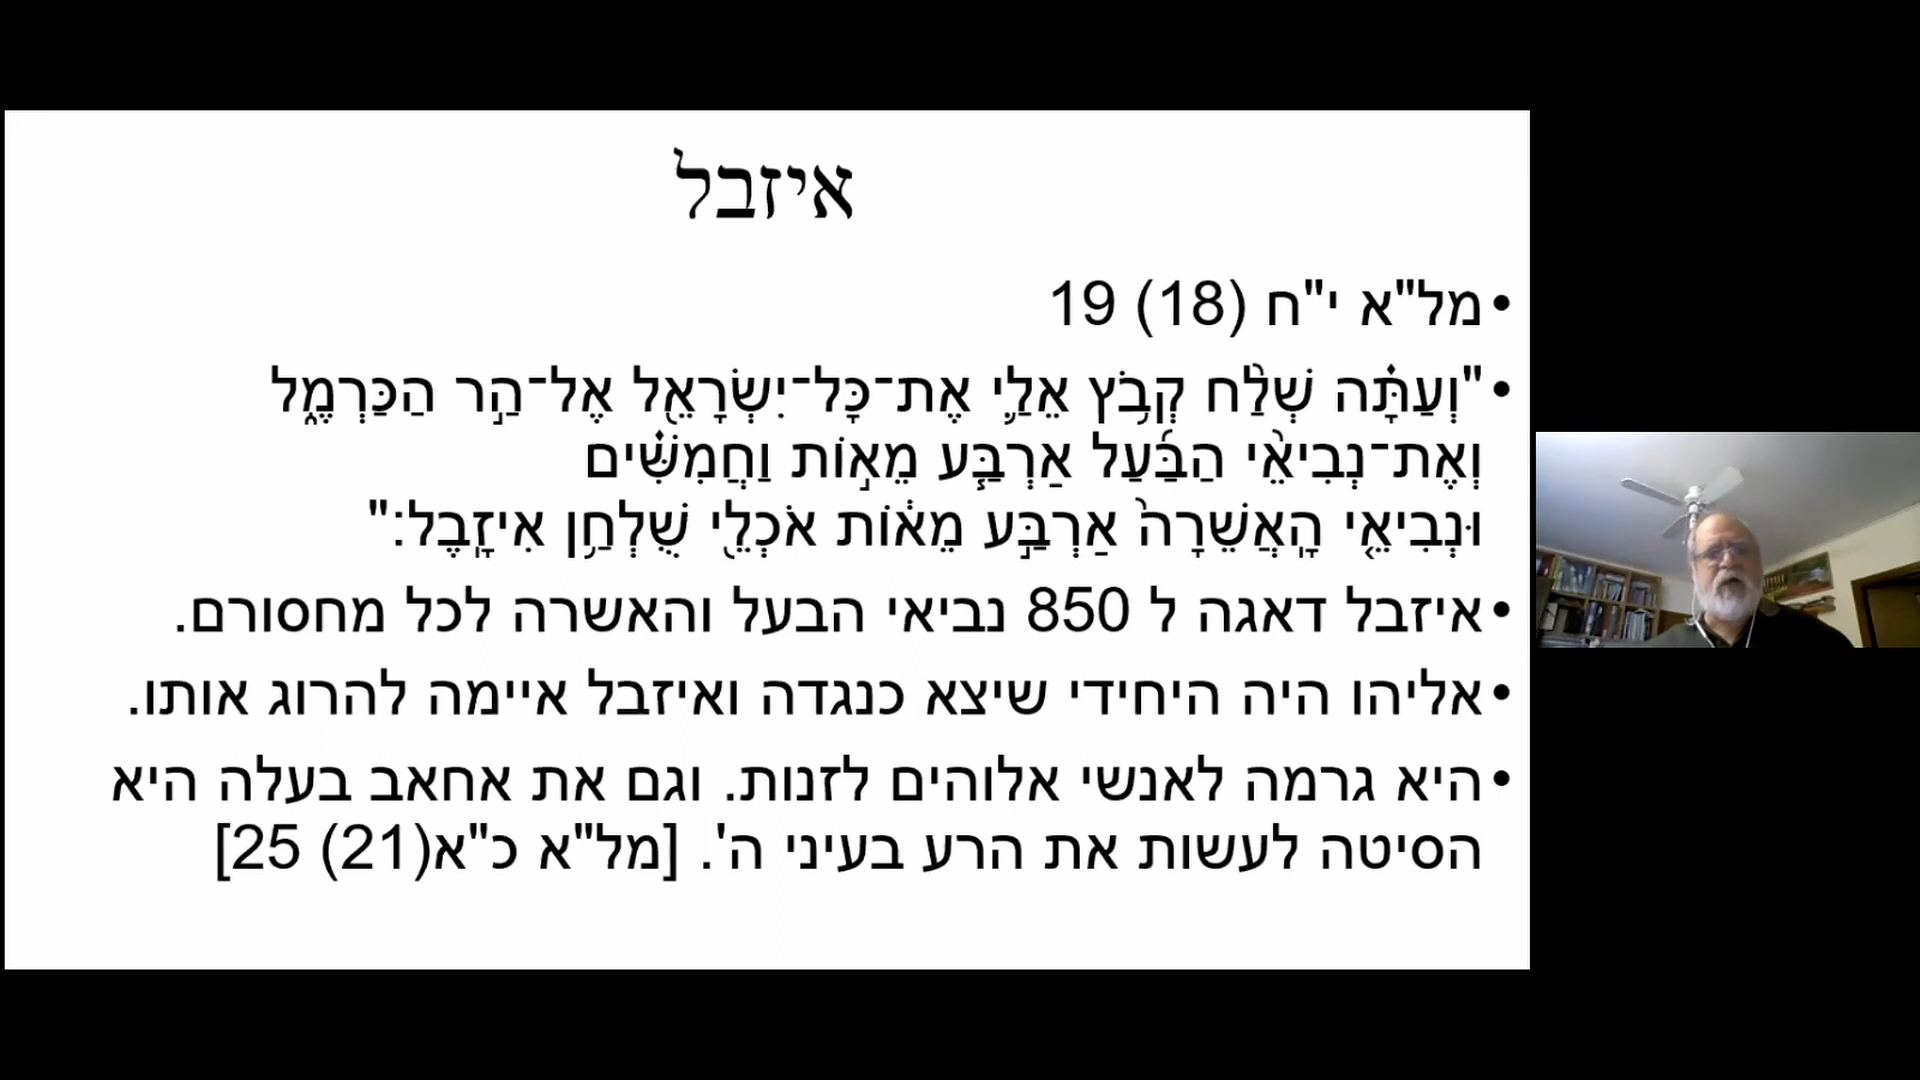 איזבל
•מל"א י"ח (18) 19
•"וְעַתָּ֗ה שְׁלַ֨ח קְבֹ֥ץ אֵלַ֛י אֶת־כָּל־יִשְׂרָאֵ֖ל אֶל־הַ֣ר הַכַּרְמֶ֑ל
וְאֶת־נְבִיאֵ֨י הַבַּ֜עַל אַרְבַּ֧ע מֵא֣וֹת וַחֲמִשִּׁ֗ים
וּנְבִיאֵ֤י הָֽאֲשֵׁרָה֙ אַרְבַּ֣ע מֵא֔וֹת אֹכְלֵ֖י שֻׁלְחַ֥ן אִיזָֽבֶל׃"
•איזבל דאגה ל 850 נביאי הבעל והאשרה לכל מחסורם.
•אליהו היה היחידי שיצא כנגדה ואיזבל איימה להרוג אותו.
•היא גרמה לאנשי אלוהים לזנות. וגם את אחאב בעלה היא
הסיטה לעשות את הרע בעיני ה'. [מל"א כ"א(21) 25]